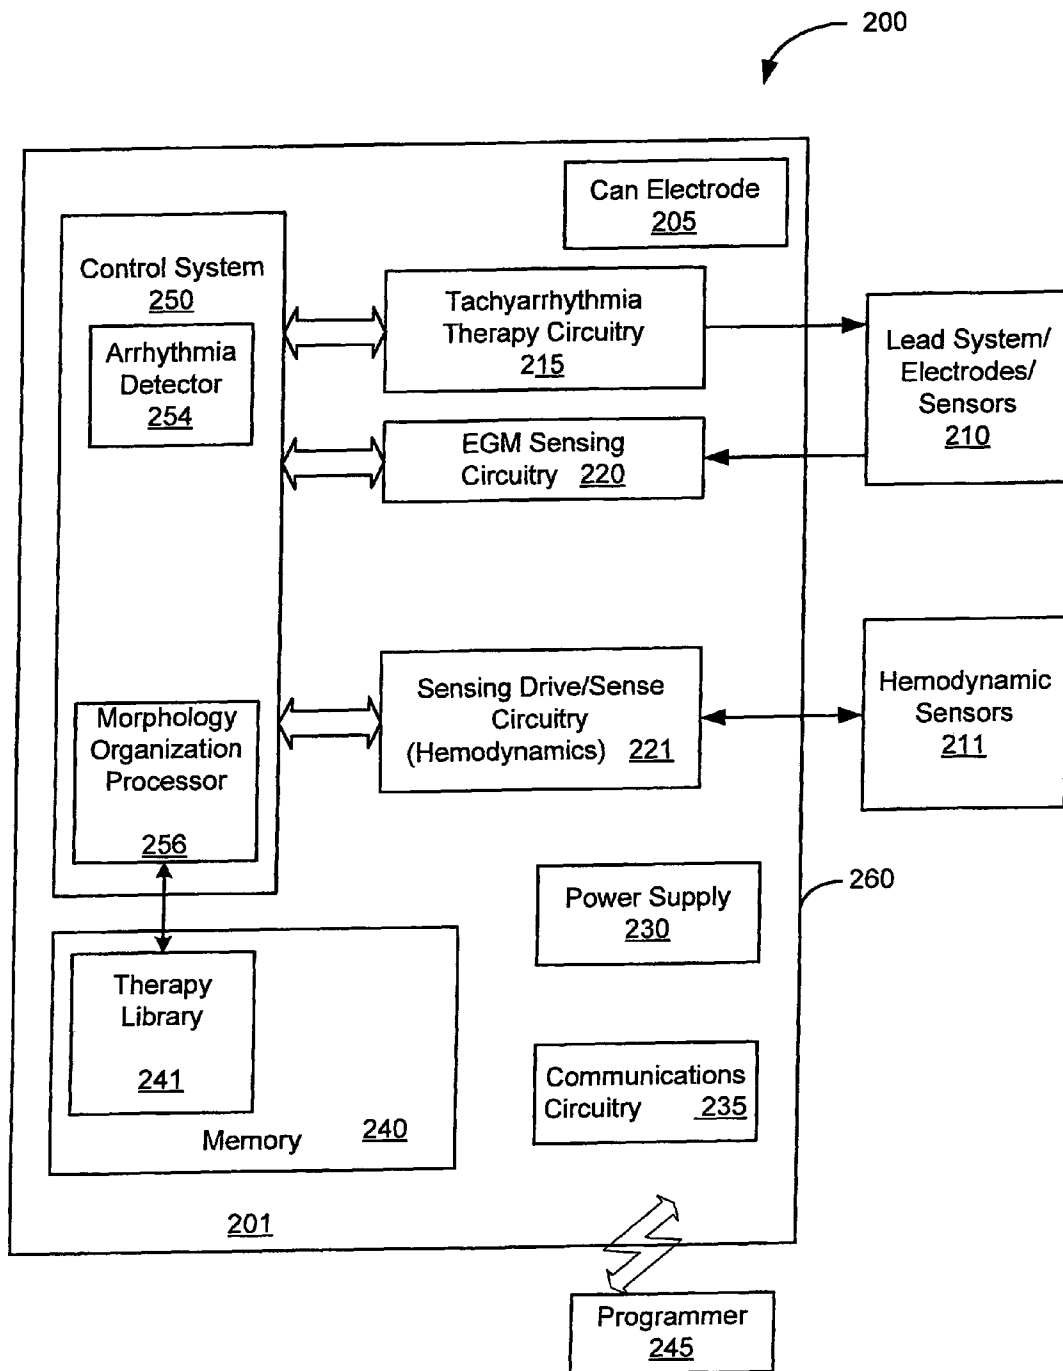 200
Can Electrode
205
Control System
250
Arrhythmia
Detector
254
Tachyarrhythmia
Therapy Circuitry
215
EGM Sensing
Circuitry 220
Lead System/
Electrodes/
Sensors
210
Morphology
Organization
Processor
256
Sensing Drive/Sense
Circuitry
(Hemodynamics) 221
Hemodynamic
Sensors
211
260
Power Supply
230
Therapy
Library
241
Memory 240
Communications
Circuitry 235
201
Programmer
245